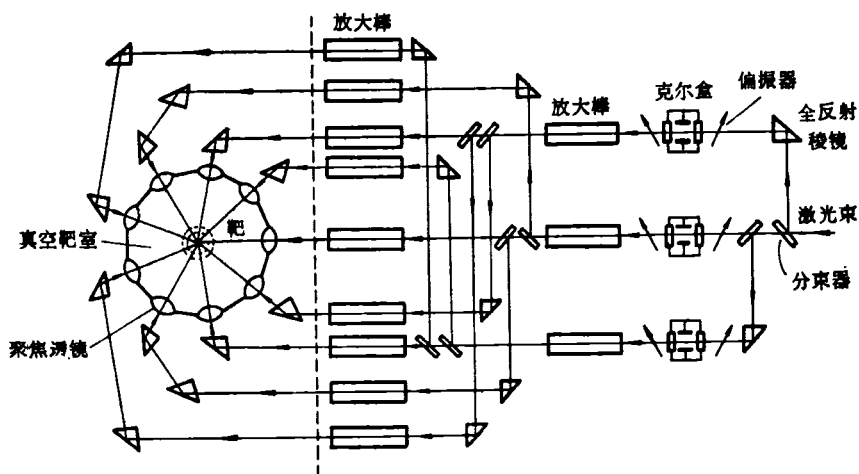 放大棒
偏振器
克尔盒
放大棒
全反射
棱镜
靶
激光束
真空靶室
分束器
聚焦透镜